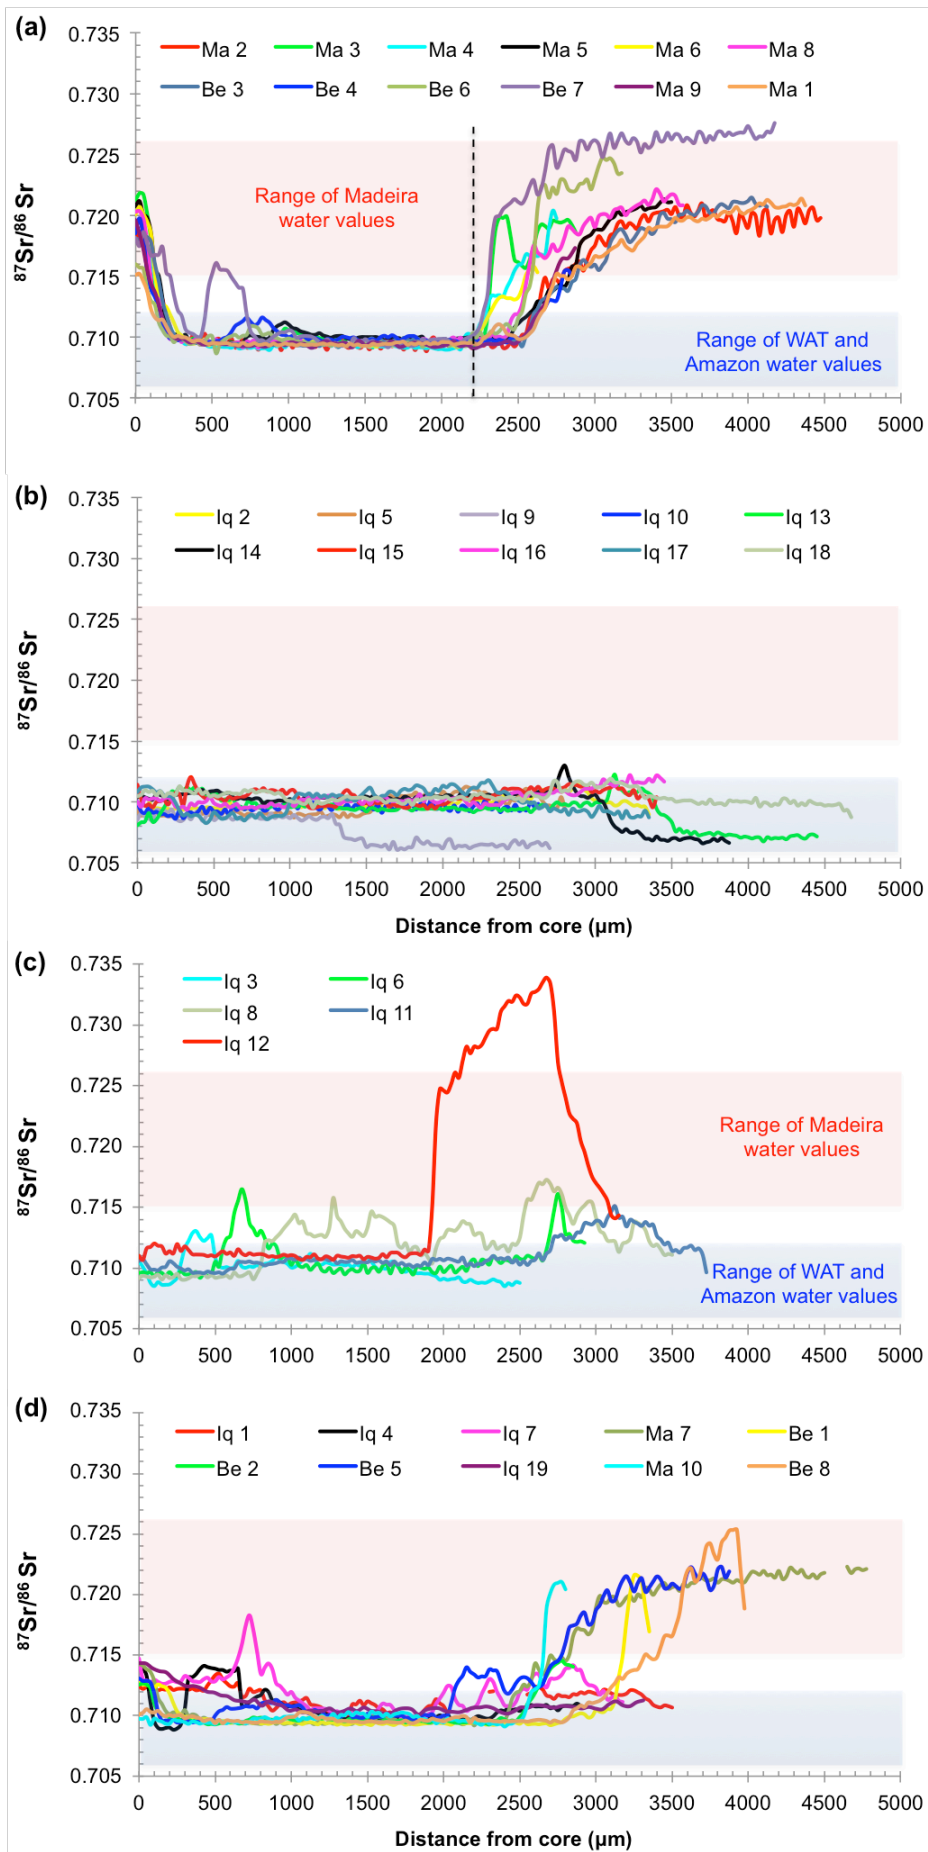 (a)
0.735
Ma 2 Ma 3 Ma 4 Ma 5 Ma 6 Ma 8
0.730
Be 3 Be 4 Be 6 Be 7 Ma 9 Ma 1
0.725
Range of Madeira
water values
0.720
0.715
0.710
Range of WAT and
Amazon water values
0.705
87Sr/86 Sr
0 500 1000 1500 2000 2500 3000 3500 4000 4500 5000
(b)
0.735
Iq 2 Iq 5 Iq 9 Iq 10 Iq 13
0.730
Iq 14 Iq 15 Iq 16 Iq 17 Iq 18
0.725
0.720
0.715
0.710
0.705
87Sr/86 Sr
0 500 1000 1500 2000 2500 3000 3500 4000 4500 5000
Distance from core (µm)
(c)
0.735
Iq 3 Iq 6
Iq 8 Iq 11
0.730
Iq 12
0.725
0.720
Range of Madeira
water values
0.715
0.710
Range of WAT and
Amazon water values
0.705
87Sr/86 Sr
0 500 1000 1500 2000 2500 3000 3500 4000 4500 5000
(d)
0.735
Iq 1 Iq 4 Iq 7 Ma 7 Be 1
0.730
Be 2 Be 5 Iq 19 Ma 10 Be 8
0.725
0.720
0.715
0.710
0.705
87Sr/86 Sr
0 500 1000 1500 2000 2500 3000 3500 4000 4500 5000
Distance from core (µm)